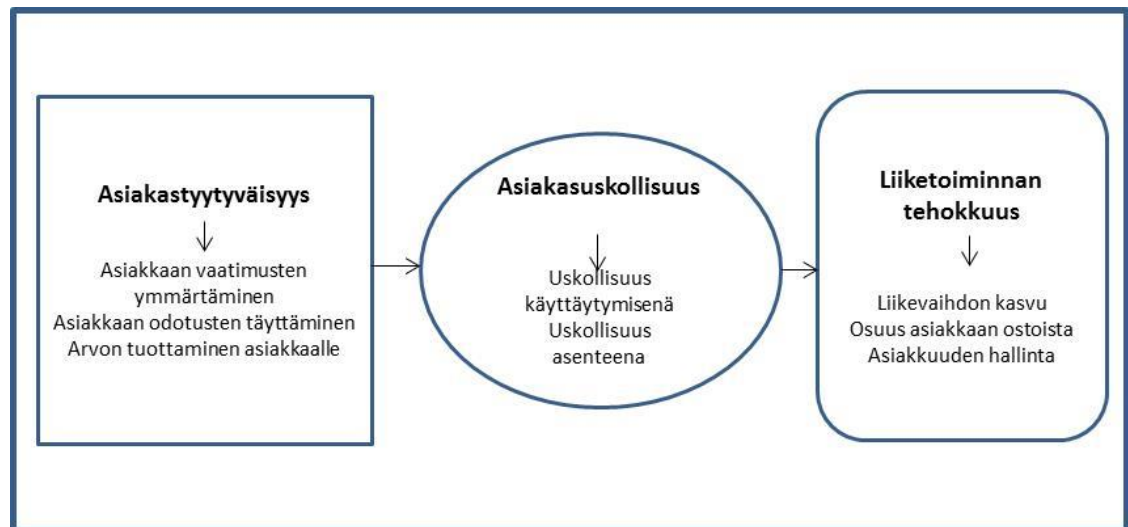 Asiakastyytyväisyys
Asiakkaan vaatimusten
ymmärtäminen
Asiakkaan odotusten täyttäminen
Arvon tuottaminen asiakkaalle
Asiakasuskollisuus
Uskollisuus
käyttäytymisenä
Uskollisuus
asenteena
Liiketoiminnan
tehokkuus
Liikevaihdon kasvu
Osuus asiakkaan ostoista
Asiakkuuden hallinta